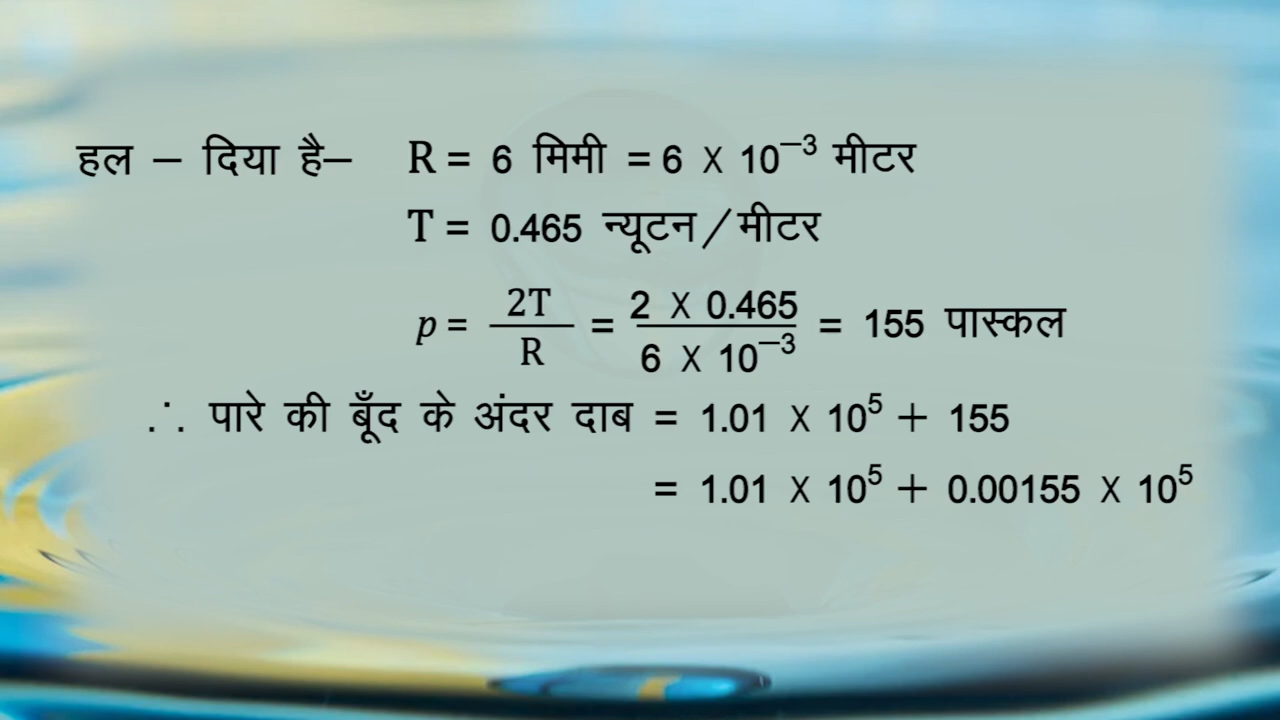 हल – दिया है– R = 6 मिमी = 6 X 10⁻³ मीटर
T = 0.465 न्यूटन/मीटर
p = 2T/R = 2 X 0.465/6 X 10⁻³ = 155 पास्कल
∴ पारे की बूँद के अंदर दाब = 1.01 X 10⁵ + 155
= 1.01 X 10⁵ + 0.00155 X 10⁵